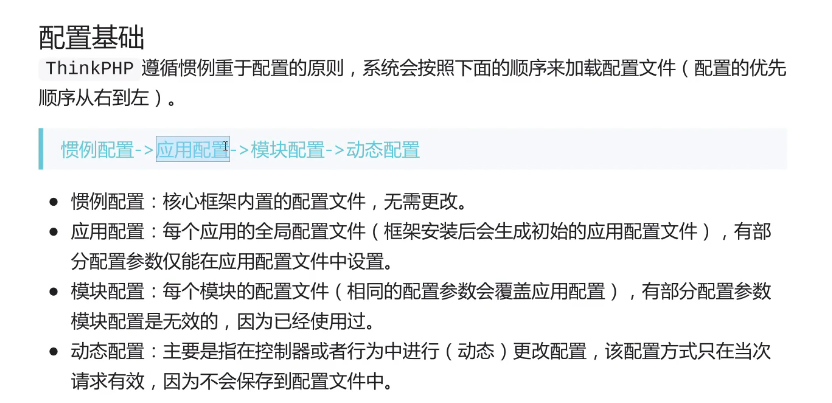 配置基础
ThinkPHP 遵循惯例重于配置的原则，系统会按照下面的顺序来加载配置文件（配置的优先
顺序从右到左）。
惯例配置->应用配置->模块配置->动态配置
● 惯例配置：核心框架内置的配置文件，无需更改。
● 应用配置：每个应用的全局配置文件（框架安装后会生成初始的应用配置文件），有部
分配置参数仅能在应用配置文件中设置。
● 模块配置：每个模块的配置文件（相同的配置参数会覆盖应用配置），有部分配置参数
模块配置是无效的，因为已经使用过。
● 动态配置：主要是指在控制器或者行为中进行（动态）更改配置，该配置方式只在当次
请求有效，因为不会保存到配置文件中。